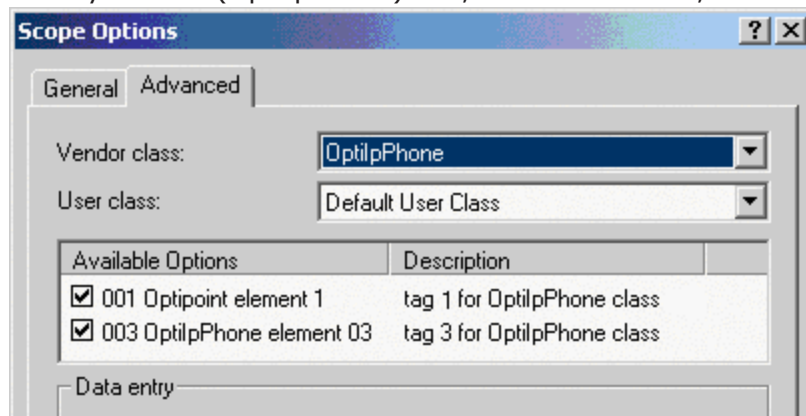 Scope Options
General Advanced
Vendor class: OptiIpPhone
User class: Default User Class
Available Options Description
001 Optipoint element 1 tag 1 for OptiIpPhone class
003 OptiIpPhone element 03 tag 3 for OptiIpPhone class
Data entry